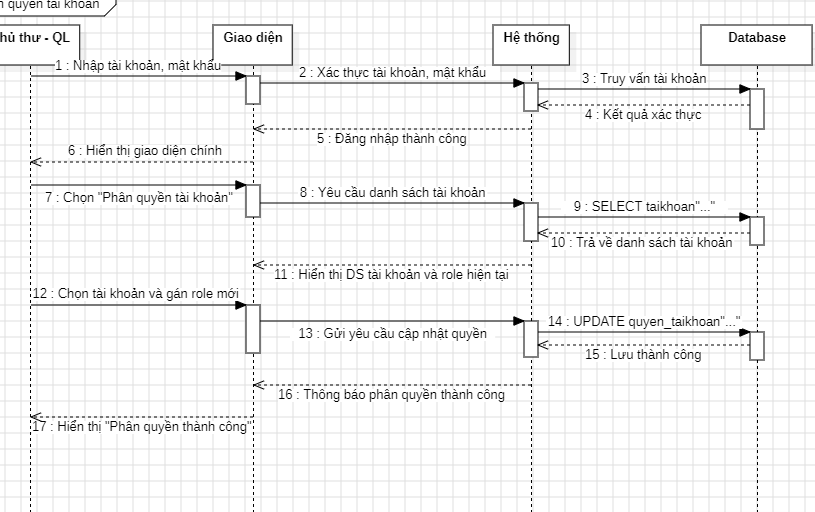 quyền tài khoản
hủ thư - QL
Giao diện
Hệ thống
Database
1 : Nhập tài khoản, mật khẩu
2 : Xác thực tài khoản, mật khẩu
3 : Truy vấn tài khoản
4 : Kết quả xác thực
5 : Đăng nhập thành công
6 : Hiển thị giao diện chính
7 : Chọn "Phân quyền tài khoản"
8 : Yêu cầu danh sách tài khoản
9 : SELECT taikhoan"..."
10 : Trả về danh sách tài khoản
11 : Hiển thị DS tài khoản và role hiện tại
12 : Chọn tài khoản và gán role mới
13 : Gửi yêu cầu cập nhật quyền
14 : UPDATE quyen_taikhoan"..."
15 : Lưu thành công
16 : Thông báo phân quyền thành công
17 : Hiển thị "Phân quyền thành công"